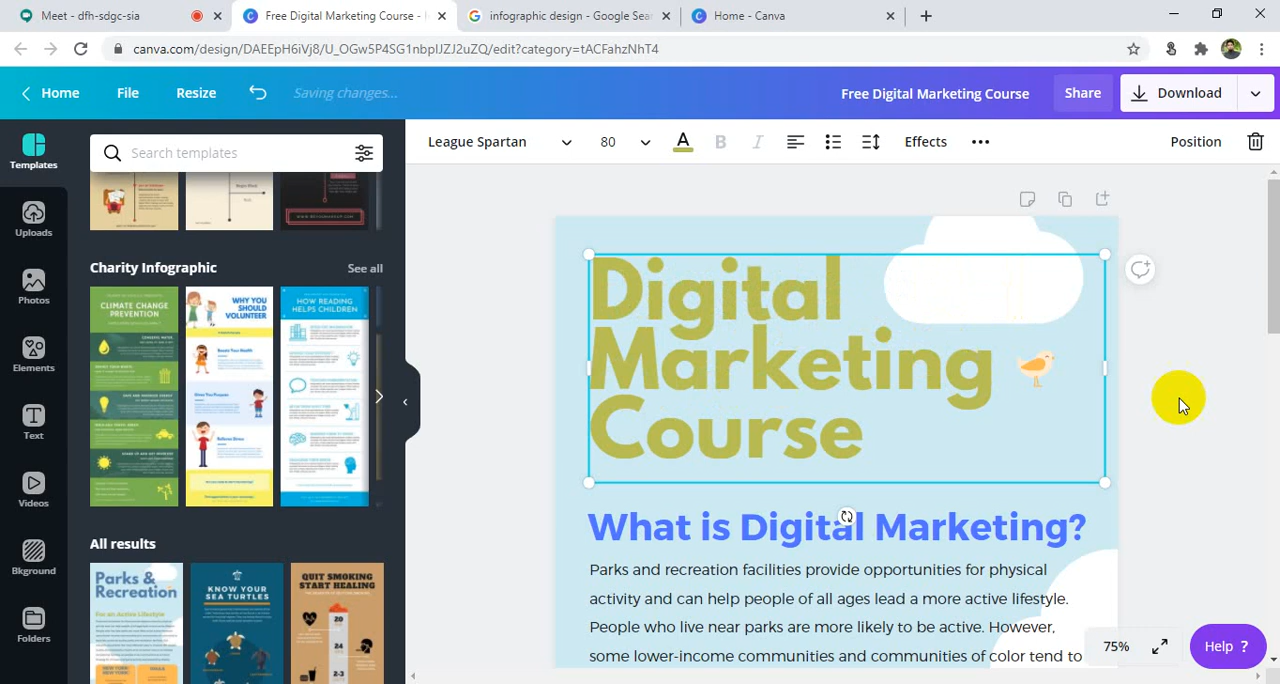 Meet - dfh-sdgc-sia
Free Digital Marketing Course -
infographic design - Google Sear
Home - Canva
canva.com/design/DAEEpH6iVj8/U_OGw5P4SG1nbpIJZJ2uZQ/edit?category=tACFahzNhT4
Home
File
Resize
Saving changes...
Free Digital Marketing Course
Share
Download
Templates
Search templates
League Spartan
80
A
B
I
Effects
Position
Uploads
Photos
Elements
Text
Videos
Bkground
Folders
Charity Infographic
See all
CLIMATE CHANGE
PREVENTION
WHY YOU
SHOULD
VOLUNTEER
HOW READING
HELPS CHILDREN
All results
Parks &
Recreation
For an Active Lifestyle
KNOW YOUR
SEA TURTLES
QUIT SMOKING
START HEALING
Digital
Marketing
Course
What is Digital Marketing?
Parks and recreation facilities provide opportunities for physical
activity and can help people of all ages lead a more active lifestyle.
People who live near parks are more likely to be active. However,
some lower-income communities and communities of color tend to
75%
Help ?